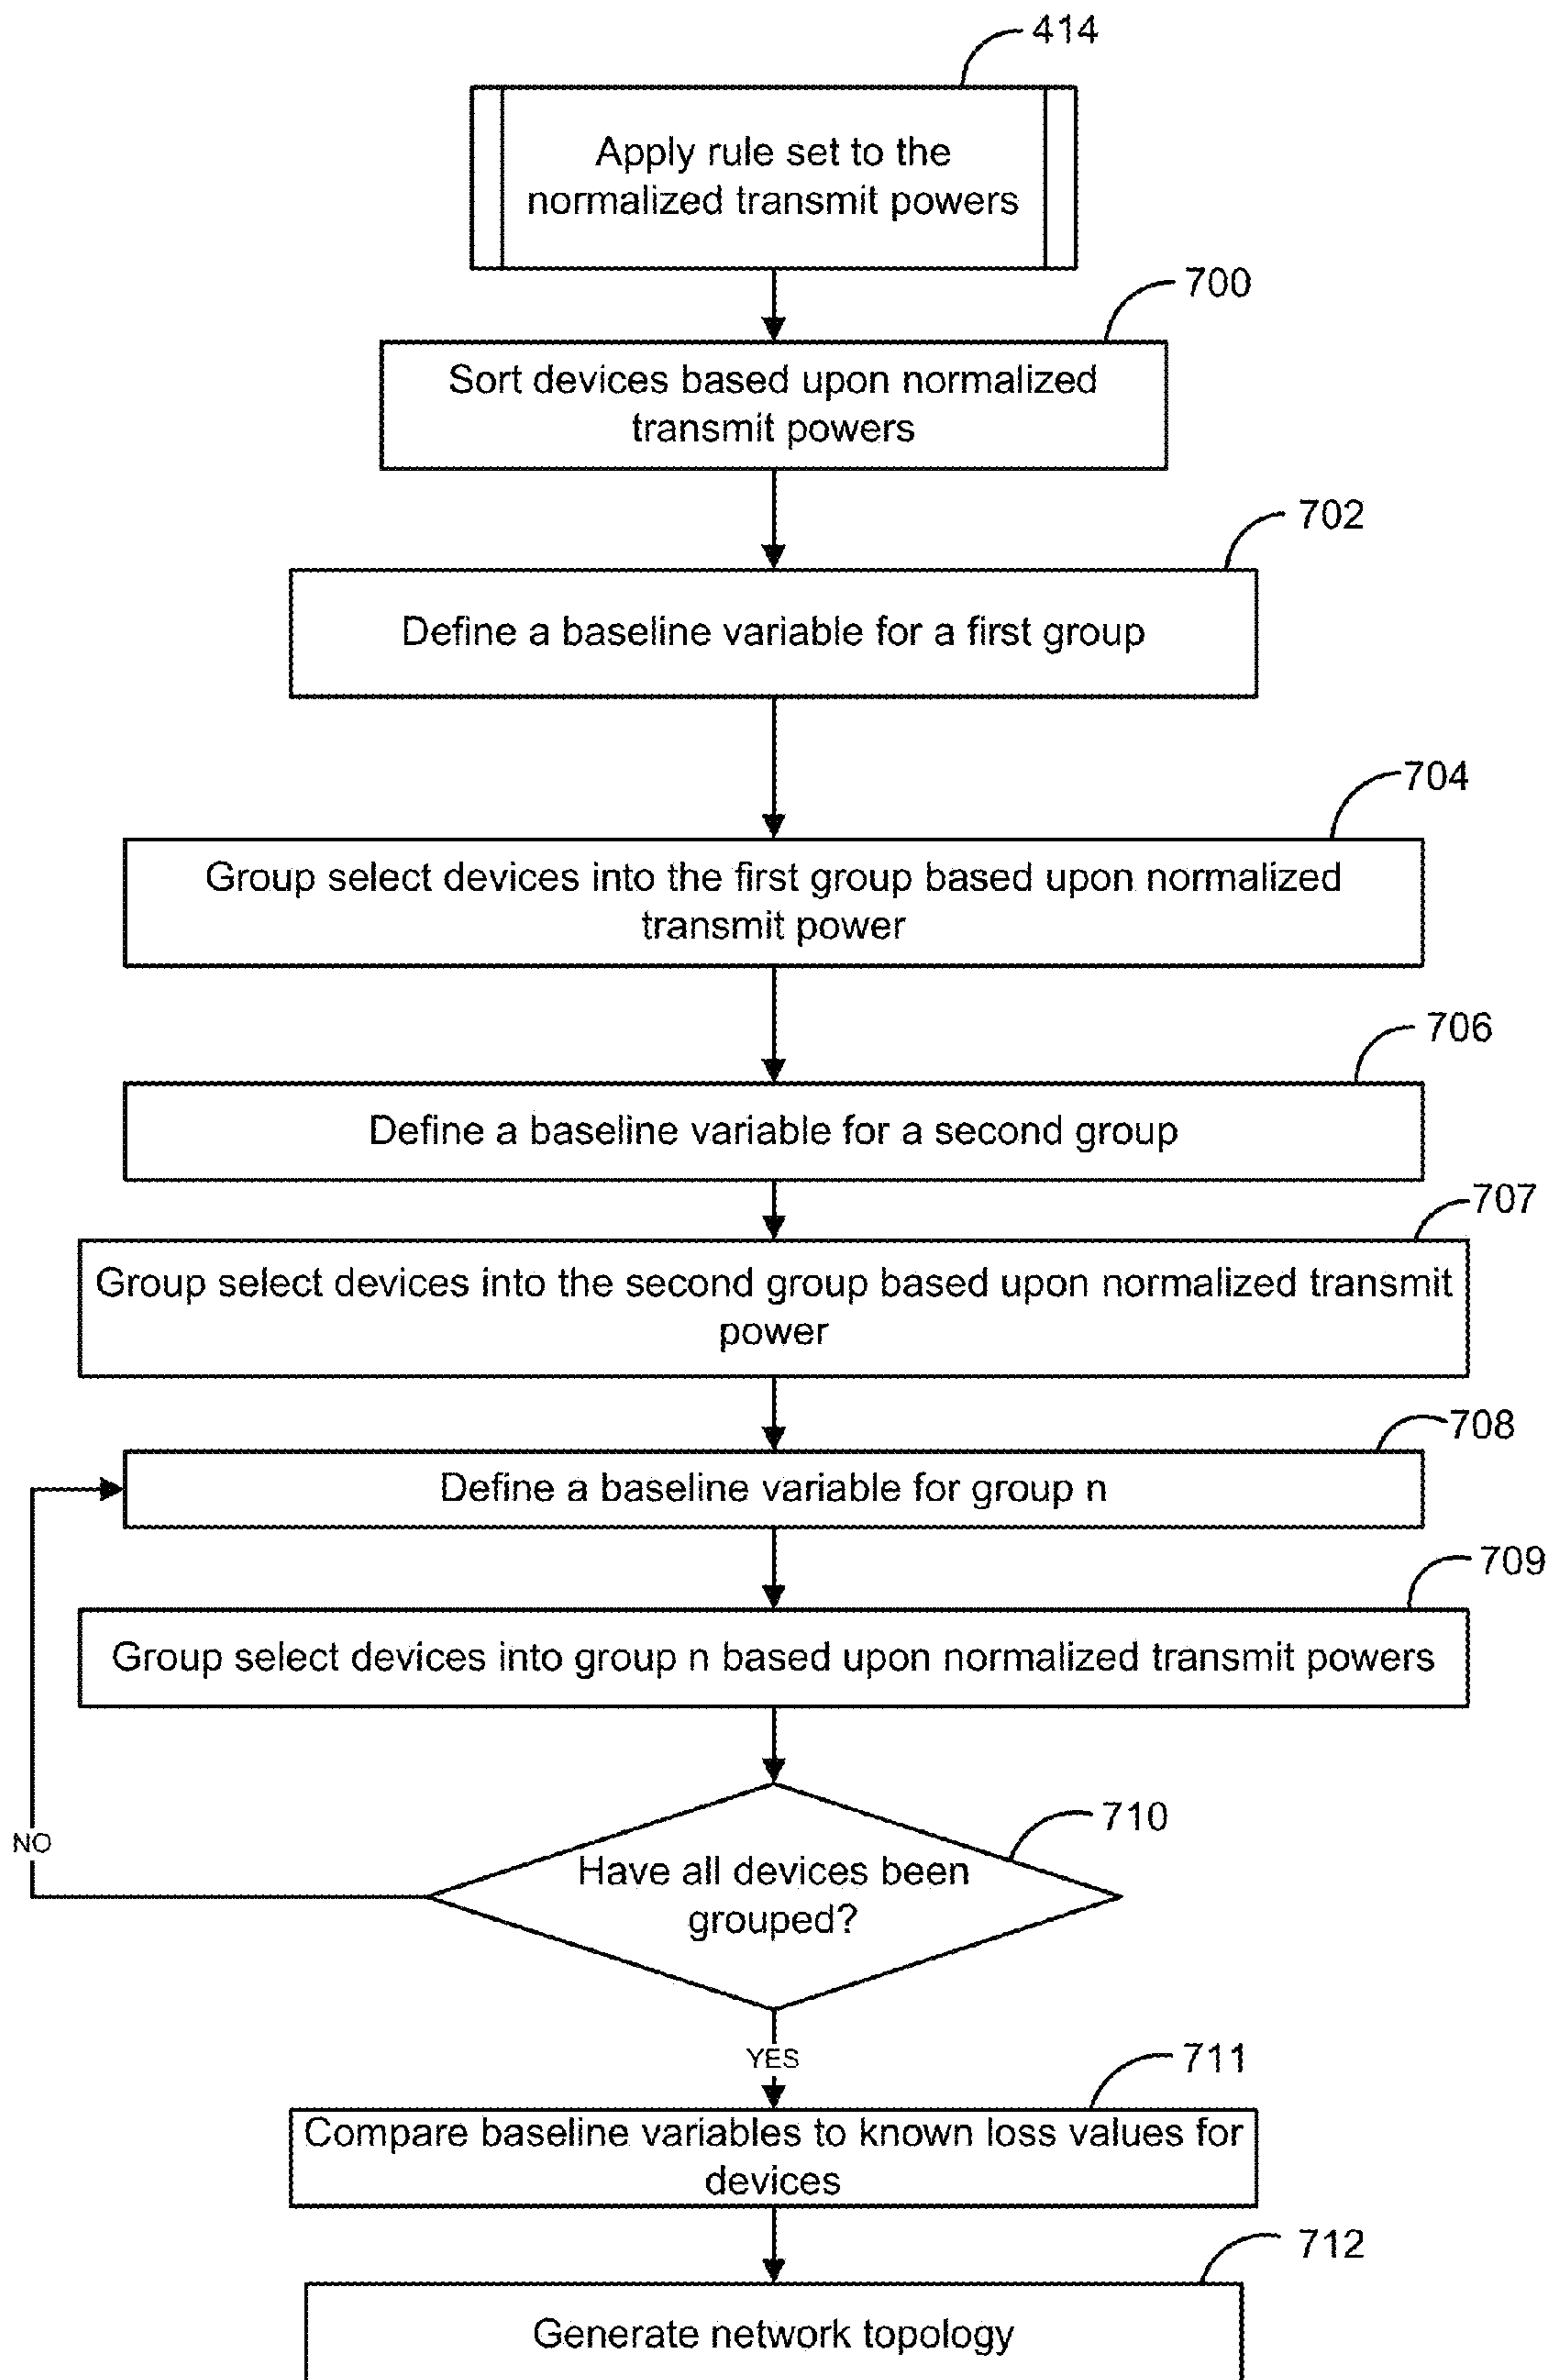 414
Apply rule set to the
normalized transmit powers
700
Sort devices based upon normalized
transmit powers
702
Define a baseline variable for a first group
704
Group select devices into the first group based upon normalized
transmit power
706
Define a baseline variable for a second group
707
Group select devices into the second group based upon normalized transmit
power
708
Define a baseline variable for group n
709
Group select devices into group n based upon normalized transmit powers
710
NO
Have all devices been
grouped?
YES
711
Compare baseline variables to known loss values for
devices
712
Generate network topology